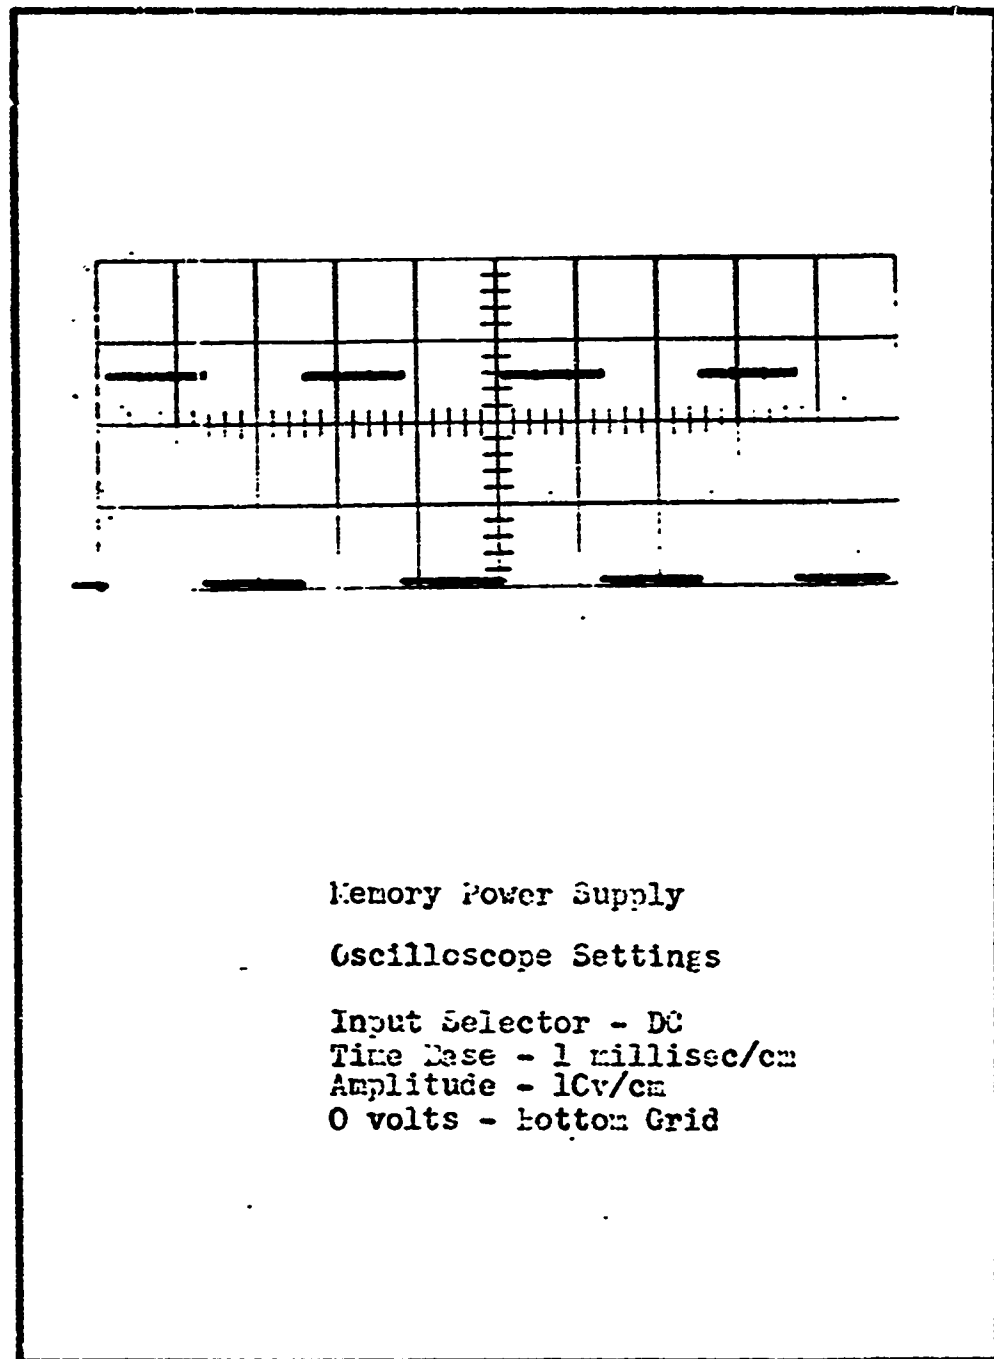 Memory Power Supply
Oscilloscope Settings
Input Selector - DC
Time Base - 1 millisec/cm
Amplitude - 10v/cm
0 volts - Bottom Grid